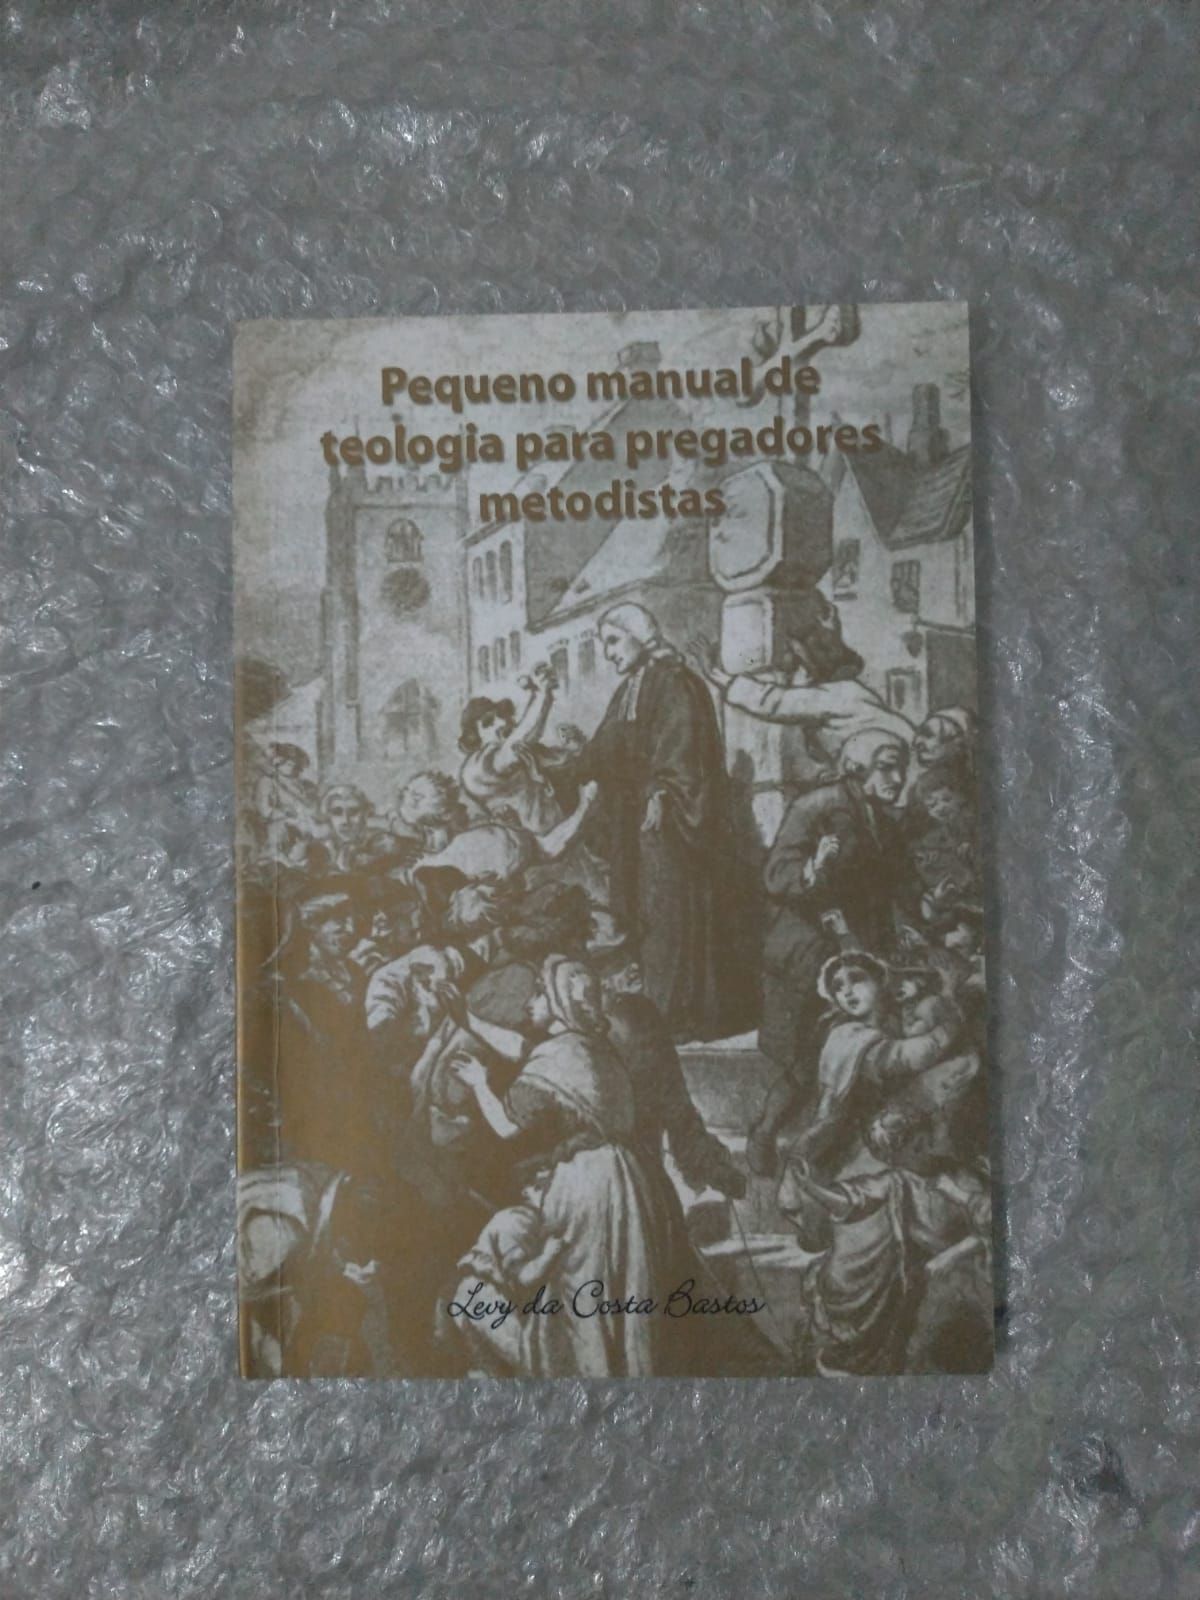 Pequeno manual de
teologia para pregadores
metodistas
Levy da Costa Bastos